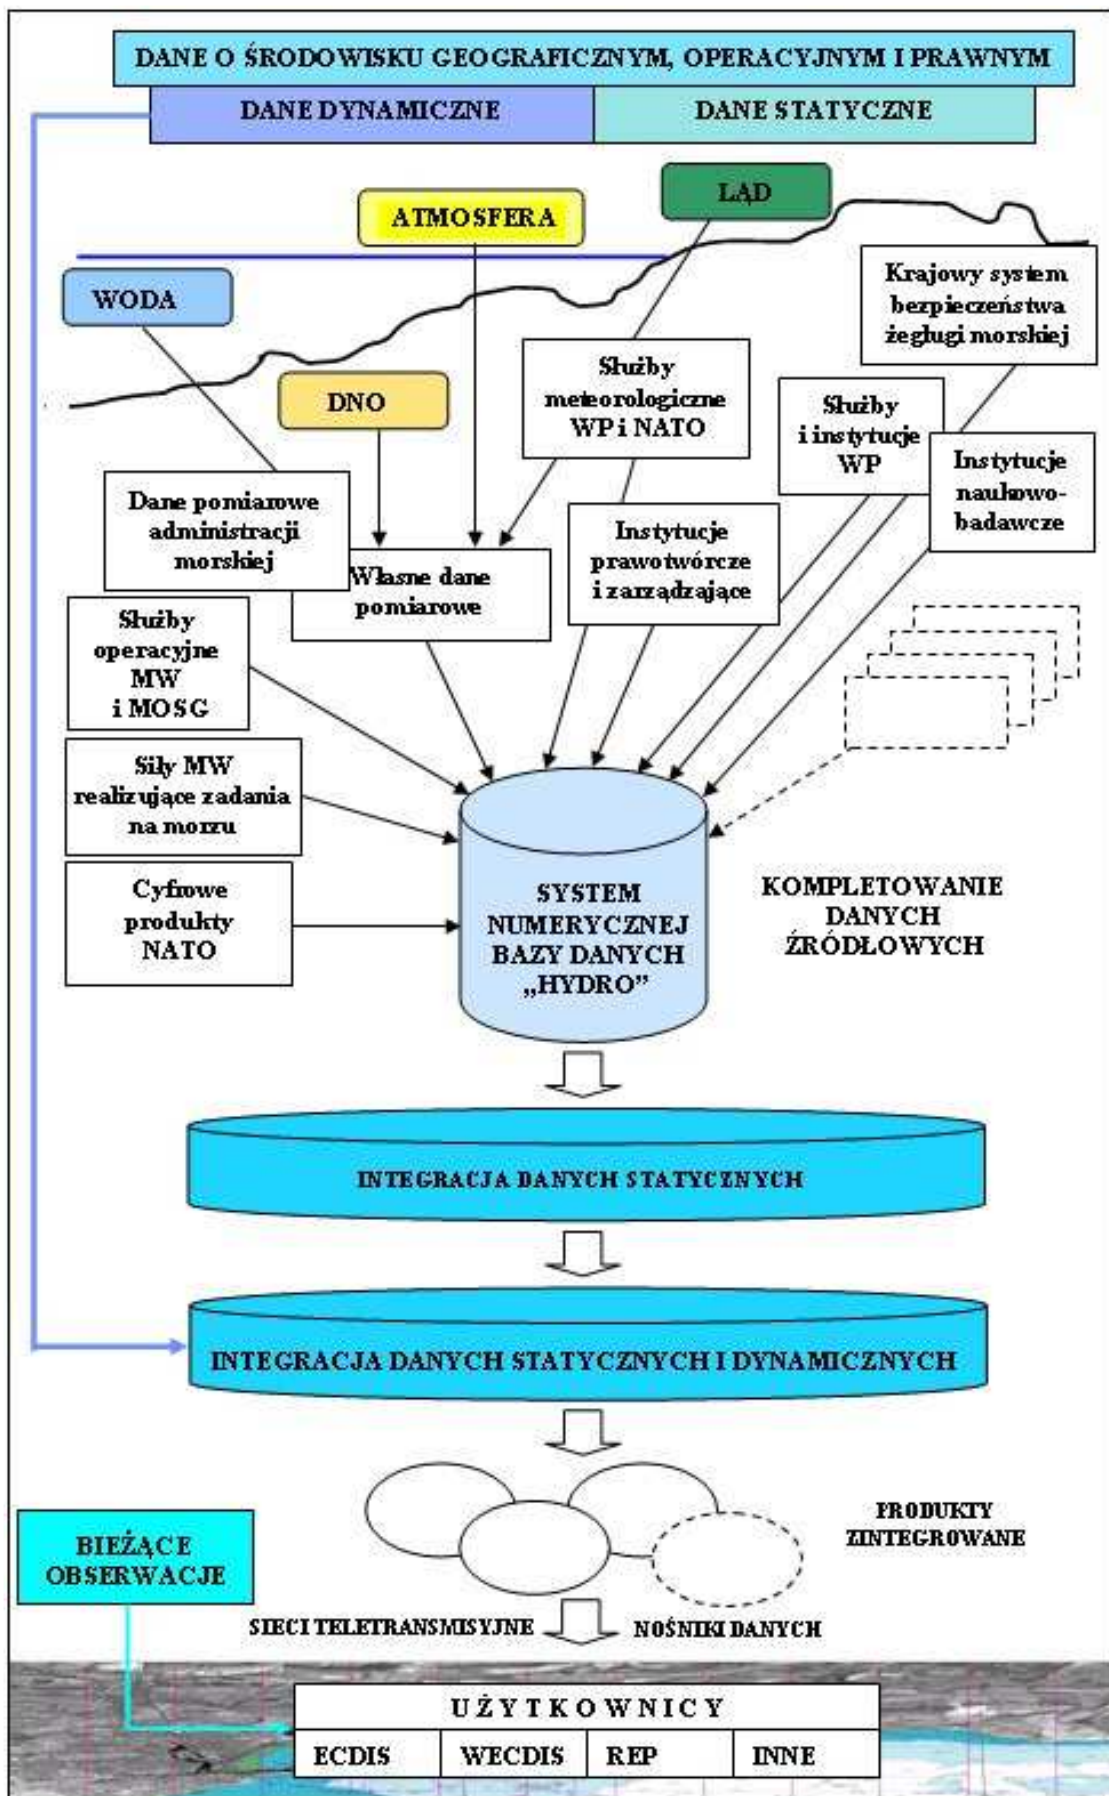 DANE O ŚRODOWISKU GEOGRAFICZNYM, OPERACYJNYM I PRAWNYM
DANE DYNAMICZNE
DANE STATYCZNE
LĄD
ATMOSFERA
WODA
DNO
Krajowy system
bezpieczeństwa
żeglugi morskiej
Służby
meteorologiczne
WP i NATO
Służby
i instytucje
WP
Instytucje
naukowo-
badawcze
Dane pomiarowe
administracji
morskiej
Własne dane
pomiarowe
Instytucje
prawotwórcze
i zarządzające
Służby
operacyjne
MW
i MOSG
Siły MW
realizujące zadania
na morzu
Cyfrowe
produkty
NATO
SYSTEM
NUMERYCZNEJ
BAZY DANYCH
„HYDRO”
KOMPLETOWANIE
DANYCH
ŹRÓDŁOWYCH
INTEGRACJA DANYCH STATYCZNYCH
INTEGRACJA DANYCH STATYCZNYCH I DYNAMICZNYCH
PRODUKTY
ZINTEGROWANE
BIEŻĄCE
OBSERWACJE
SIECI TELETRANSMISYJNE
NOŚNIKI DANYCH
U Ż Y T K O W N I C Y
ECDIS
WECDIS
REP
INNE